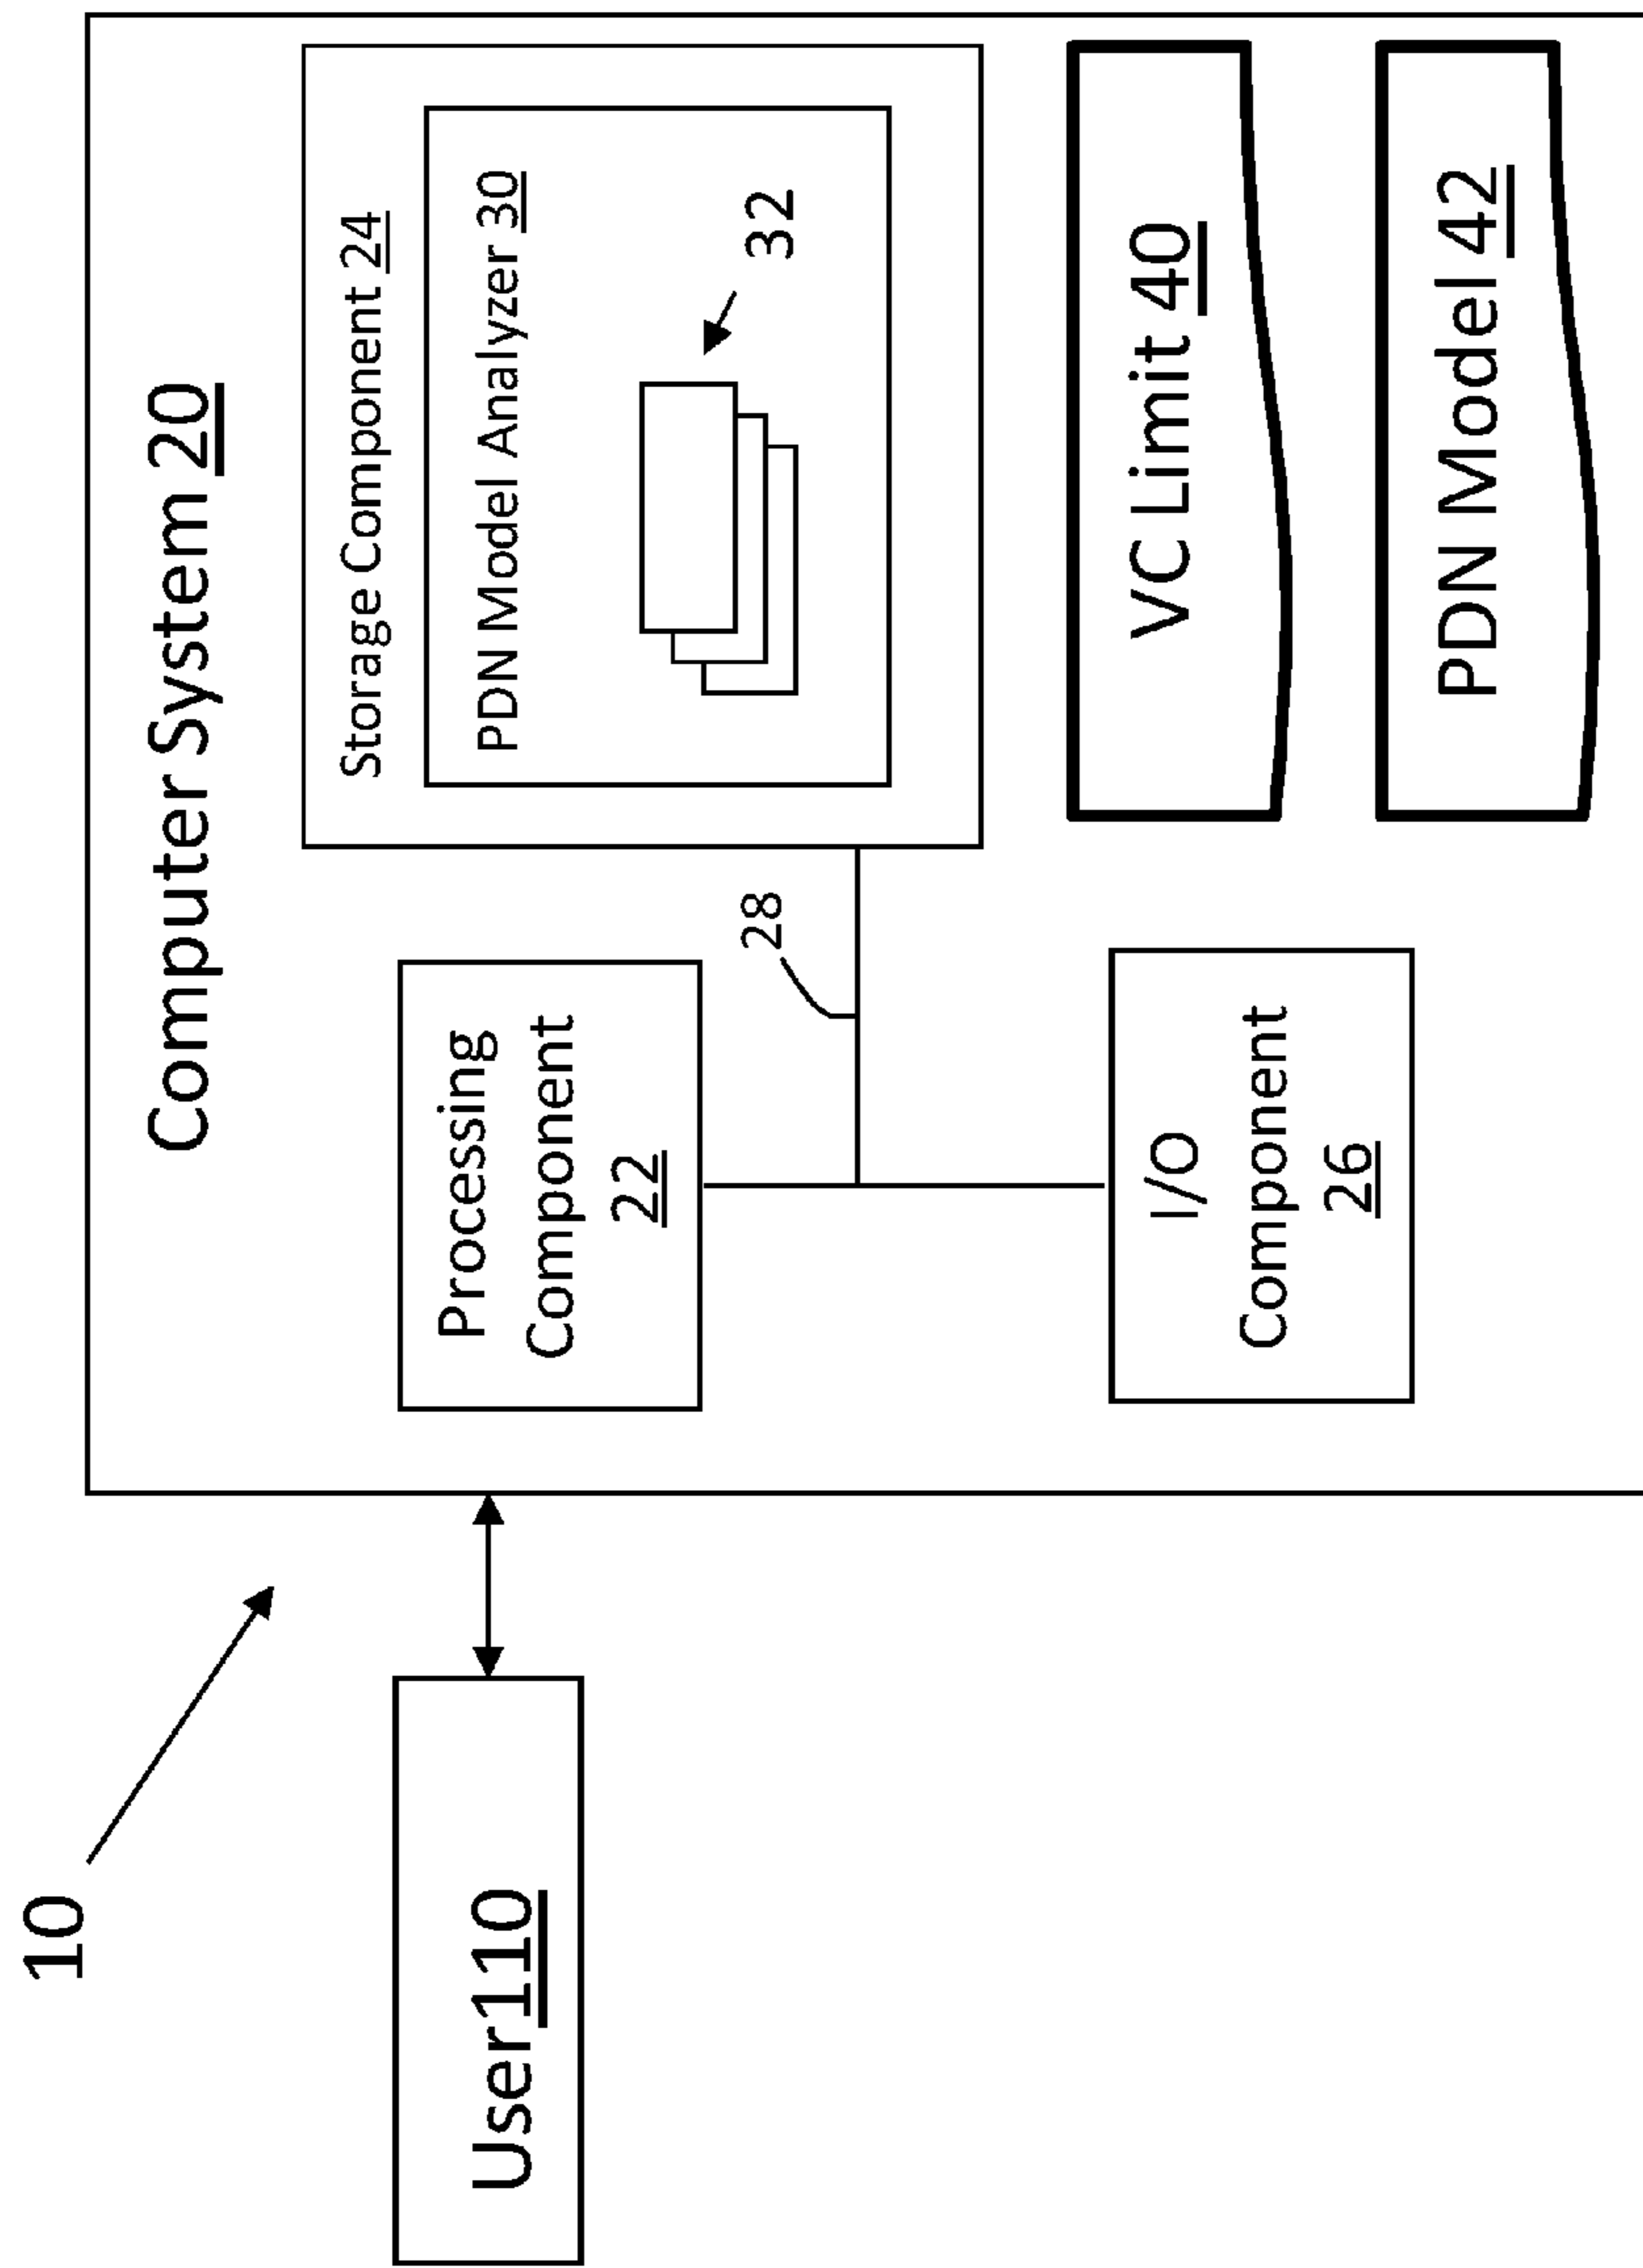 10
Computer System 20
Storage Component 24
PDN Model Analyzer 30
32
Processing
Component
22
28
User110
I/O
Component
26
VC Limit 40
PDN Model 42